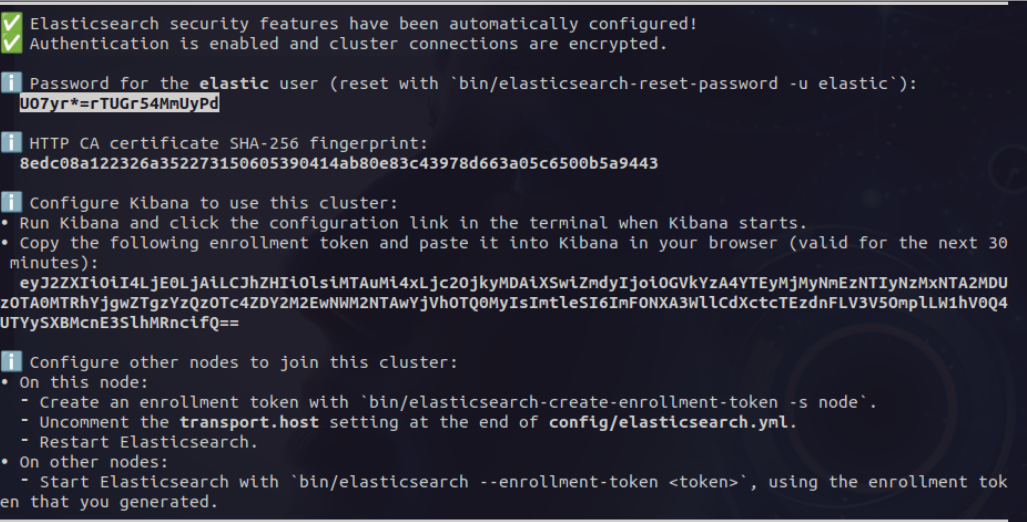 ✅ Elasticsearch security features have been automatically configured!
✅ Authentication is enabled and cluster connections are encrypted.
ℹ️ Password for the elastic user (reset with `bin/elasticsearch-reset-password -u elastic`):
UO7yr*=rTUGr54MmUyPd
ℹ️ HTTP CA certificate SHA-256 fingerprint:
8edc08a122326a352273150605390414ab80e83c43978d663a05c6500b5a9443
ℹ️ Configure Kibana to use this cluster:
• Run Kibana and click the configuration link in the terminal when Kibana starts.
• Copy the following enrollment token and paste it into Kibana in your browser (valid for the next 30
minutes):
eyJ2ZXIiOiI4LjE0LjAiLCJhZHIiOlsiMTAuMi4xLjc2OjkyMDAiXSwiZmdyIjoiOGVkYzA4YTEyMjMyNmEzNTIyNzMxNTA2MDU
zOTA0MTRhYjgwZTgzYzQzOTc4ZDY2M2EwNWM2NTAwYjVhOTQ0MyIsImtleSI6ImFONXA3WllCdXctcTEzdnFLV3V5OmplLW1hV0Q4
UTYySXBMcnE3SlhMRncifQ==
ℹ️ Configure other nodes to join this cluster:
• On this node:
⁃ Create an enrollment token with `bin/elasticsearch-create-enrollment-token -s node`.
⁃ Uncomment the transport.host setting at the end of config/elasticsearch.yml.
⁃ Restart Elasticsearch.
• On other nodes:
⁃ Start Elasticsearch with `bin/elasticsearch --enrollment-token <token>`, using the enrollment tok
en that you generated.